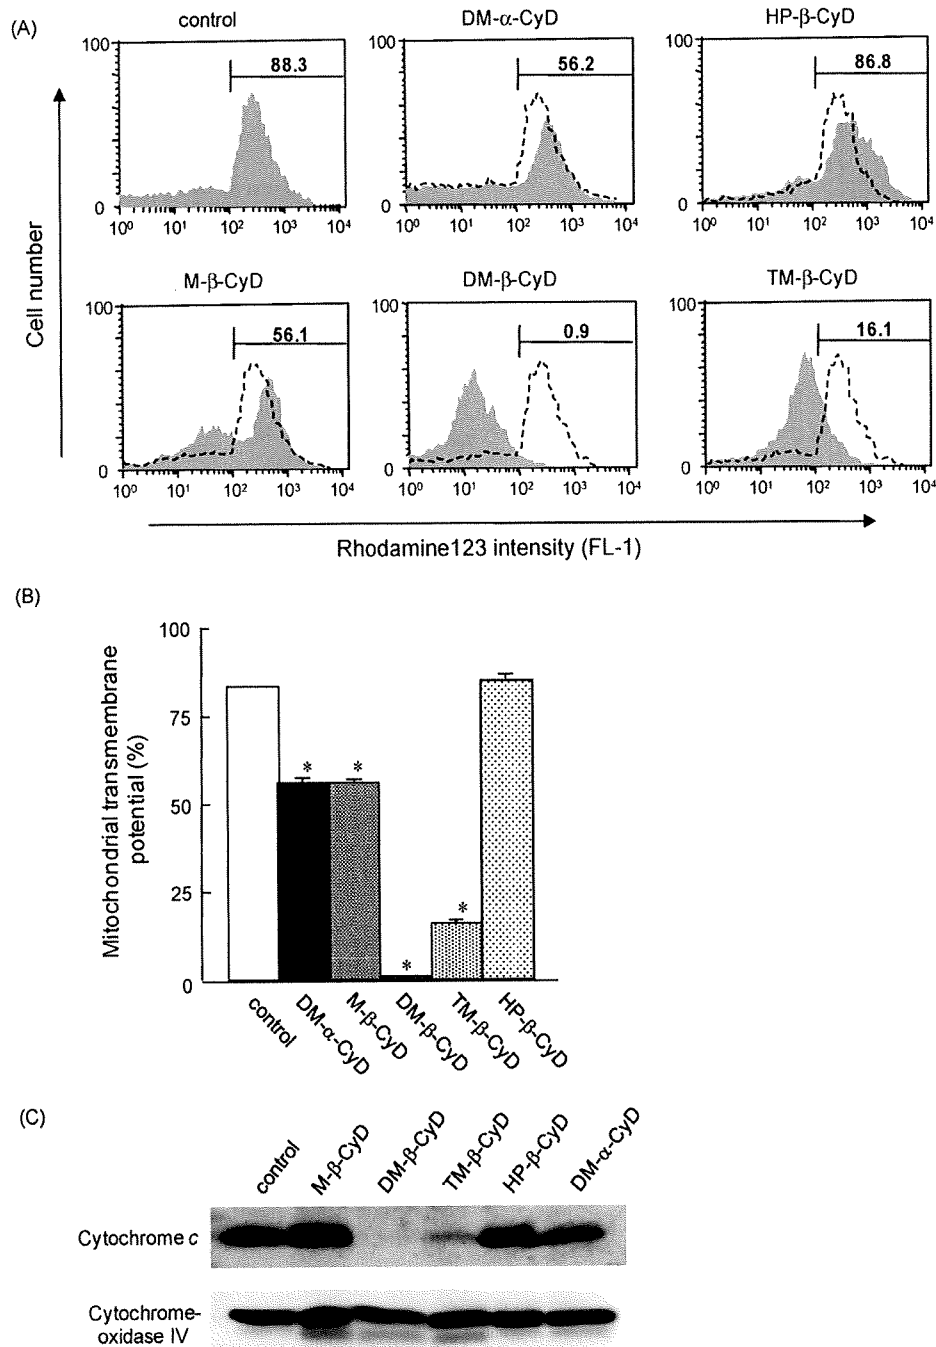 (A)
control
DM-α-CyD
HP-β-CyD
100
88.3
0
10⁰ 10¹ 10² 10³ 10⁴
100
56.2
0
10⁰ 10¹ 10² 10³ 10⁴
100
86.8
0
10⁰ 10¹ 10² 10³ 10⁴
Cell number
M-β-CyD
DM-β-CyD
TM-β-CyD
100
56.1
0
10⁰ 10¹ 10² 10³ 10⁴
100
0.9
0
10⁰ 10¹ 10² 10³ 10⁴
100
16.1
0
10⁰ 10¹ 10² 10³ 10⁴
Rhodamine123 intensity (FL-1)
(B)
Mitochondrial transmembrane
potential (%)
100
75
50
25
0
* * * *
control
DM-α-CyD
M-β-CyD
DM-β-CyD
TM-β-CyD
HP-β-CyD
(C)
control
M-β-CyD
DM-β-CyD
TM-β-CyD
HP-β-CyD
DM-α-CyD
Cytochrome c
Cytochrome-
oxidase IV